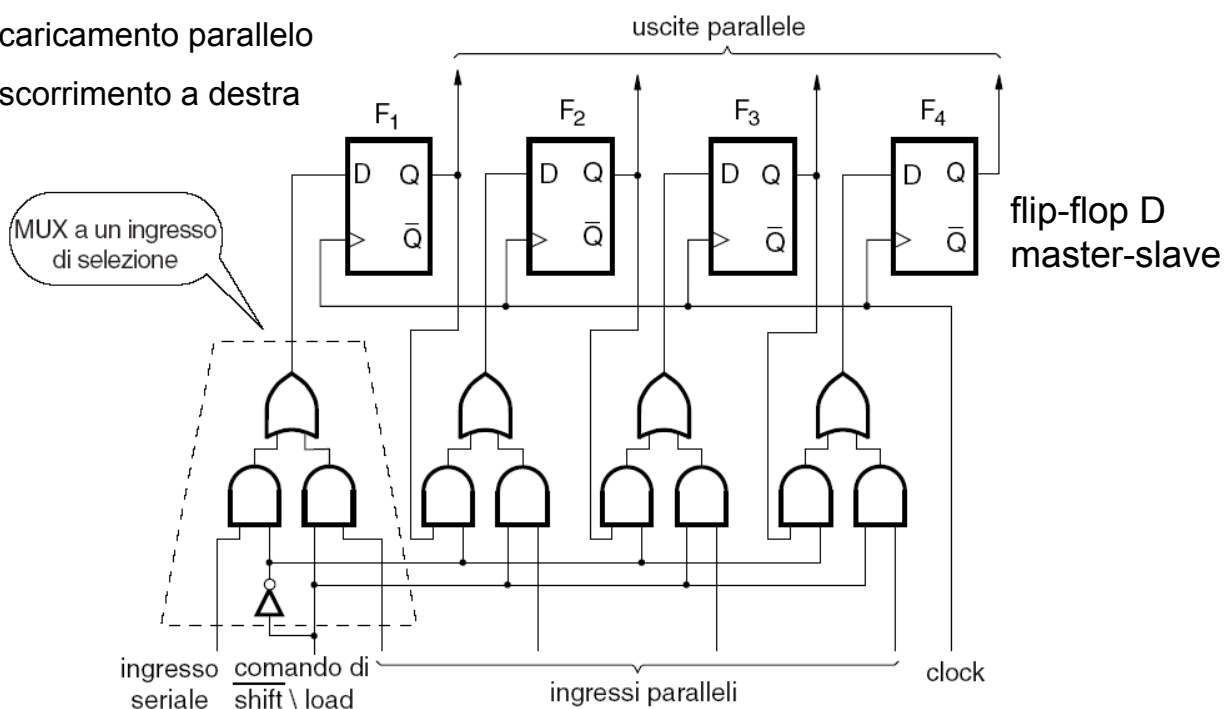 caricamento parallelo
scorrimento a destra
uscite parallele
F1
F2
F3
F4
D Q
Q̅
D Q
Q̅
D Q
Q̅
D Q
Q̅
flip-flop D
master-slave
MUX a un ingresso
di selezione
ingresso
seriale
comando di
s̅h̅i̅f̅t̅ \ load
ingressi paralleli
clock